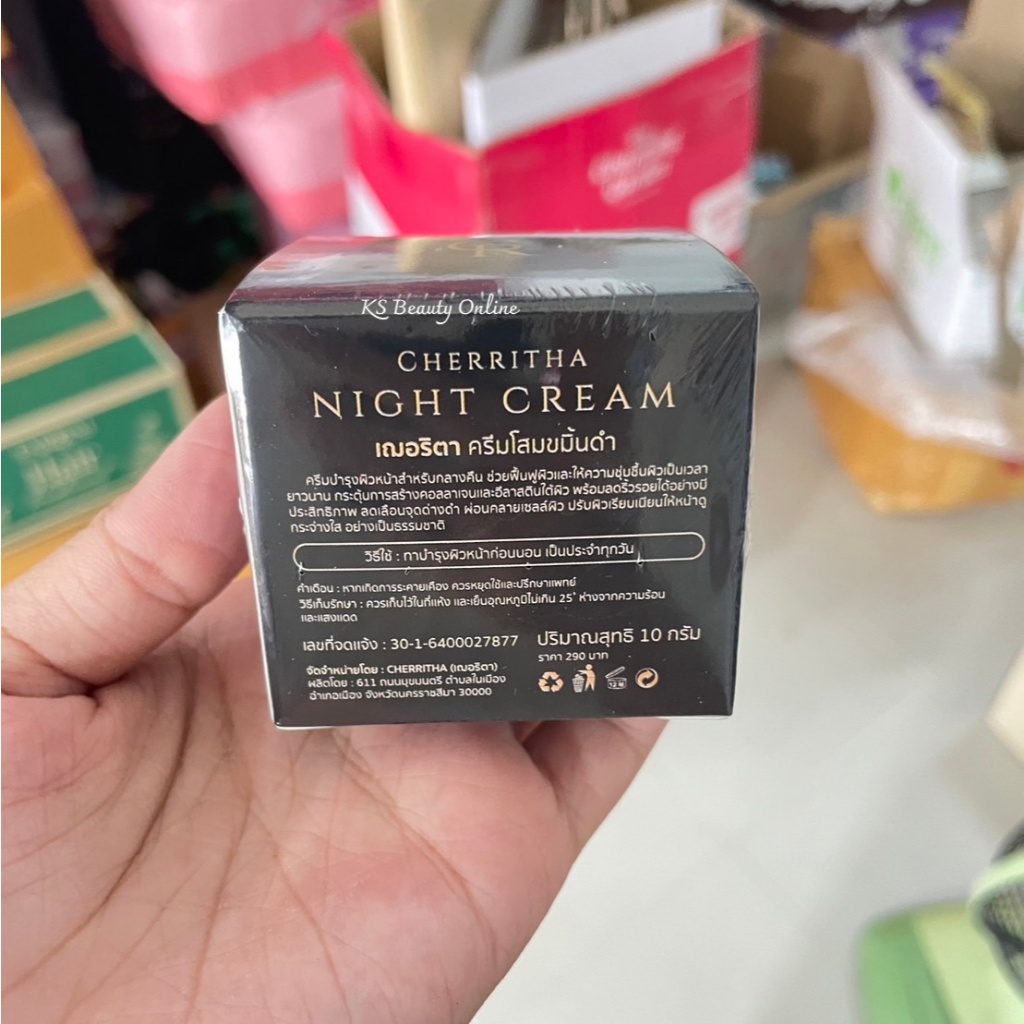 KS Beauty Online
CHERRITHA
NIGHT CREAM
เฌอริตา ครีมโสมขมิ้นดำ
ครีมบำรุงผิวหน้าสำหรับกลางคืน ช่วยฟื้นฟูผิวและให้ความชุ่มชื้นผิวเป็นเวลา
ยาวนาน กระตุ้นการสร้างคอลลาเจนและอีลาสตินใต้ผิว พร้อมลดริ้วรอยได้อย่างมี
ประสิทธิภาพ ลดเลือนจุดด่างดำ ผ่อนคลายเซลล์ผิว ปรับผิวเรียบเนียนให้หน้าดู
กระจ่างใส อย่างเป็นธรรมชาติ
วิธีใช้ : ทาบำรุงผิวหน้าก่อนนอน เป็นประจำทุกวัน
คำเตือน : หากเกิดการระคายเคือง ควรหยุดใช้และปรึกษาแพทย์
วิธีเก็บรักษา : ควรเก็บไว้ในที่แห้ง และเย็นอุณหภูมิไม่เกิน 25° ห่างจากความร้อน
และแสงแดด
เลขที่จดแจ้ง : 30-1-6400027877
ปริมาณสุทธิ 10 กรัม
ราคา 290 บาท
จัดจำหน่ายโดย : CHERRITHA (เฌอริตา)
ผลิตโดย : 611 ถนนมุขมนตรี ตำบลในเมือง
อำเภอเมือง จังหวัดนครราชสีมา 30000